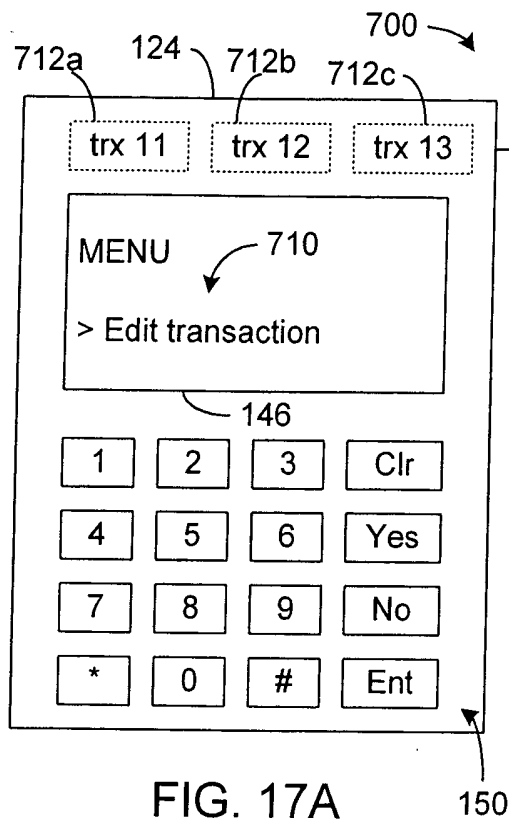 700
712a 124 712b 712c
trx 11 trx 12 trx 13
MENU
710
> Edit transaction
146
1 2 3 Clr
4 5 6 Yes
7 8 9 No
* 0 # Ent
FIG. 17A 150